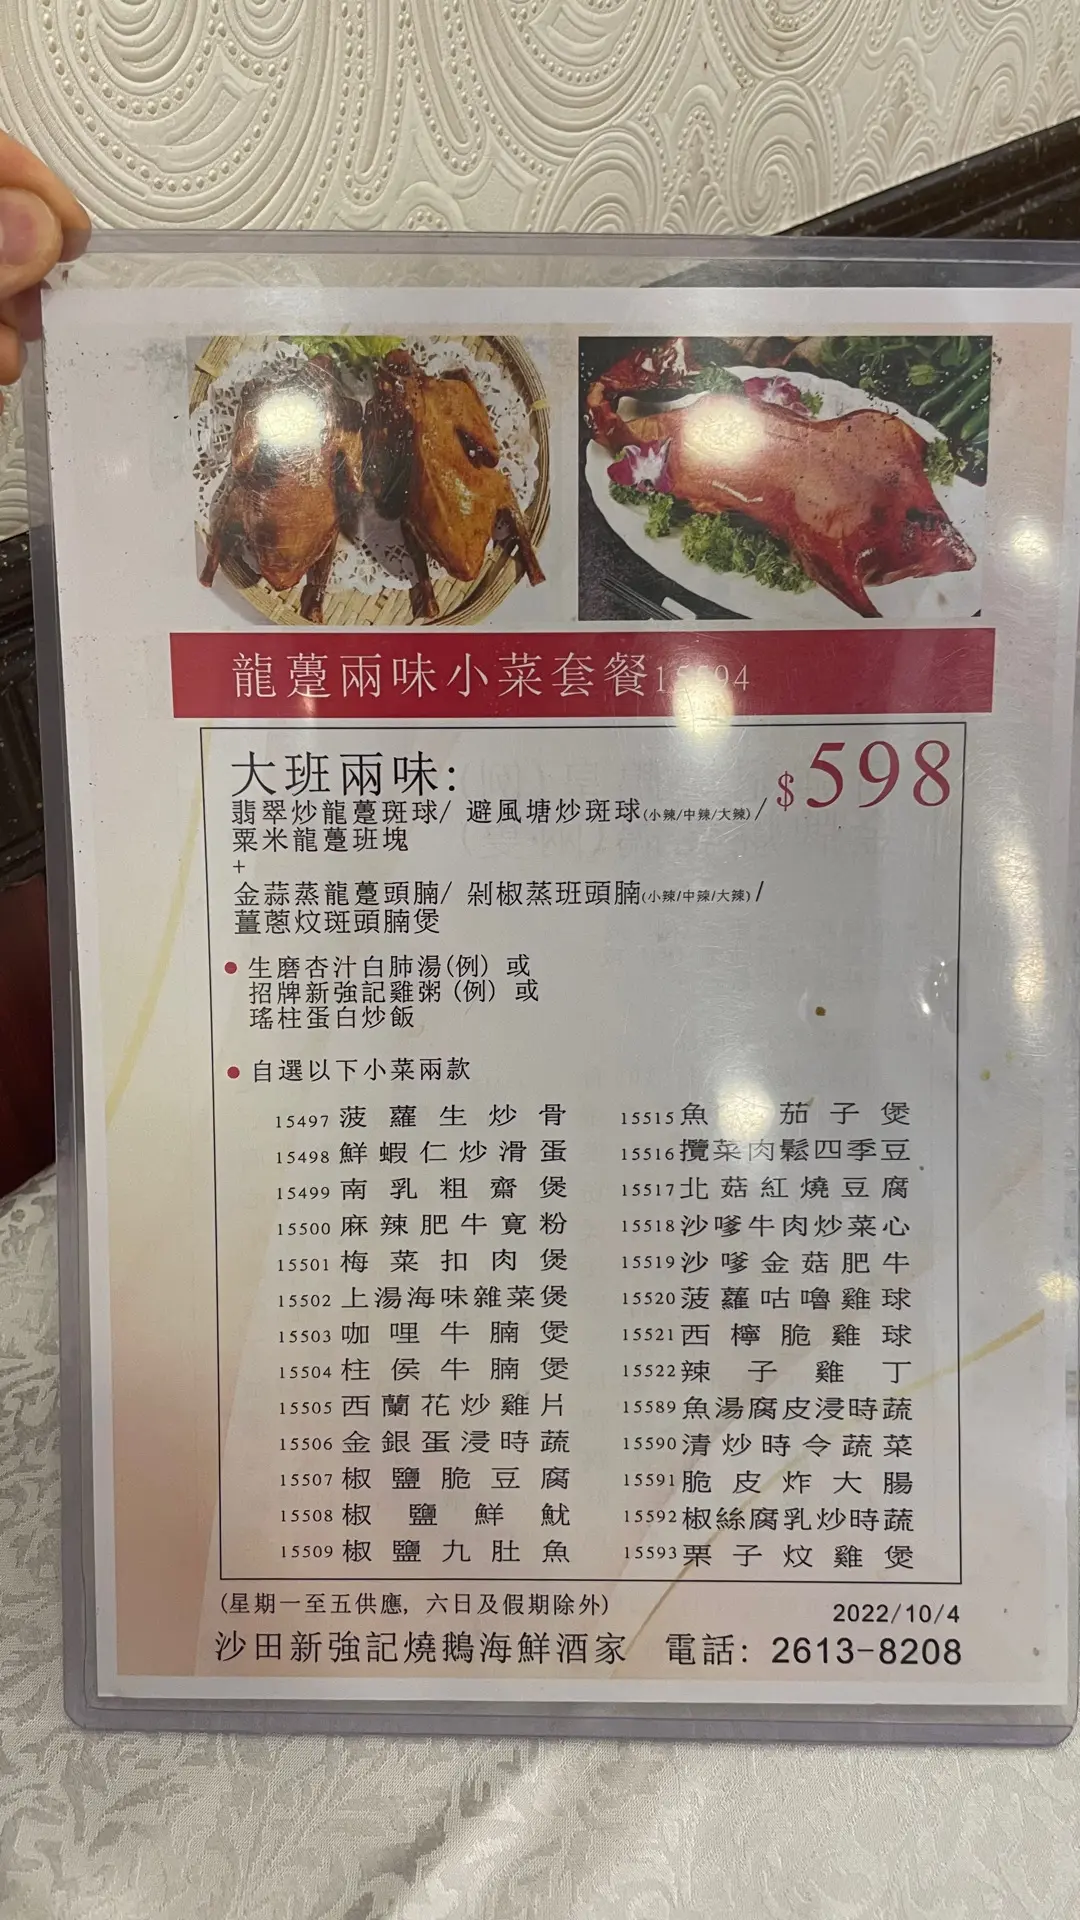 龍躉兩味小菜套餐15594
大班兩味:
$598
翡翠炒龍躉斑球/ 避風塘炒斑球(小辣/中辣/大辣)/
粟米龍躉班塊
+
金蒜蒸龍躉頭腩/ 剁椒蒸班頭腩(小辣/中辣/大辣)/
薑蔥炆斑頭腩煲
● 生磨杏汁白肺湯(例) 或
招牌新強記雞粥 (例) 或
瑤柱蛋白炒飯
● 自選以下小菜兩款
15497 菠蘿生炒骨
15498 鮮蝦仁炒滑蛋
15499 南乳粗齋煲
15500 麻辣肥牛寬粉
15501 梅菜扣肉煲
15502 上湯海味雜菜煲
15503 咖哩牛腩煲
15504 柱侯牛腩煲
15505 西蘭花炒雞片
15506 金銀蛋浸時蔬
15507 椒鹽脆豆腐
15508 椒鹽鮮魷
15509 椒鹽九肚魚
15515 魚 茄子煲
15516 攬菜肉鬆四季豆
15517 北菇紅燒豆腐
15518 沙嗲牛肉炒菜心
15519 沙嗲金菇肥牛
15520 菠蘿咕嚕雞球
15521 西檸脆雞球
15522 辣子雞丁
15589 魚湯腐皮浸時蔬
15590 清炒時令蔬菜
15591 脆皮炸大腸
15592 椒絲腐乳炒時蔬
15593 栗子炆雞煲
(星期一至五供應, 六日及假期除外)
2022/10/4
沙田新強記燒鵝海鮮酒家 電話: 2613-8208